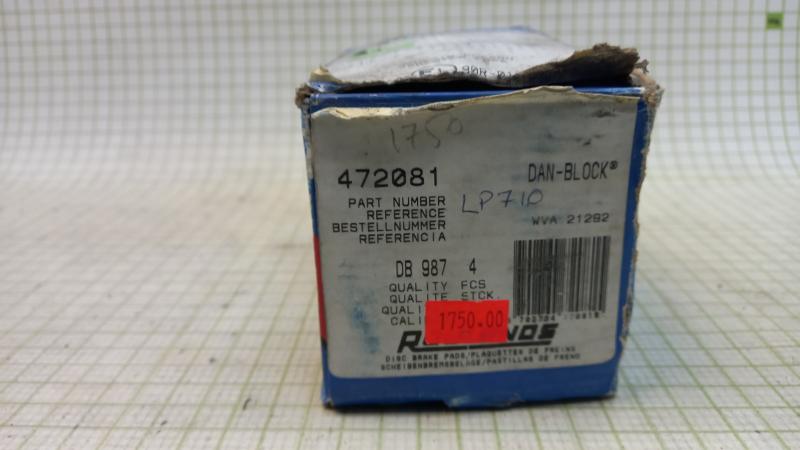 1750
472081 DAN-BLOCK®
PART NUMBER LP710
REFERENCE WVA 21292
BESTELLNUMMER
REFERENCIA
DB 987 4
QUALITY PCS
QUALITE STCK.
1750.00
DISC BRAKE PADS/PLAQUETTES DE FREINS
SCHEIBENBREMSBELÄGE/PASTILLAS DE FRENO